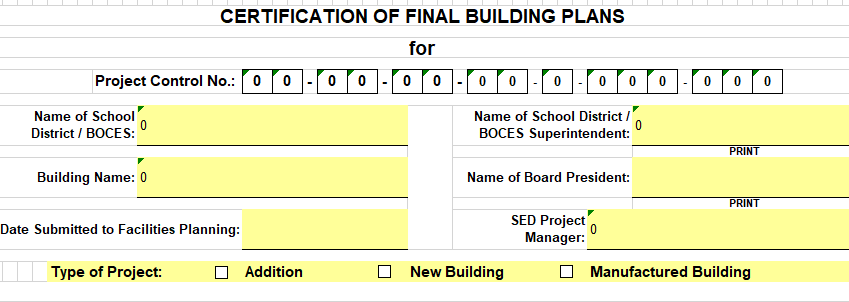 CERTIFICATION OF FINAL BUILDING PLANS
for
Project Control No.: 0 0 - 0 0 - 0 0 - 0 0 - 0 - 0 0 0 - 0 0 0
Name of School District / BOCES: 0
Name of School District / BOCES Superintendent: 0
PRINT
Building Name: 0
Name of Board President:
PRINT
Date Submitted to Facilities Planning:
SED Project Manager: 0
Type of Project: Addition New Building Manufactured Building